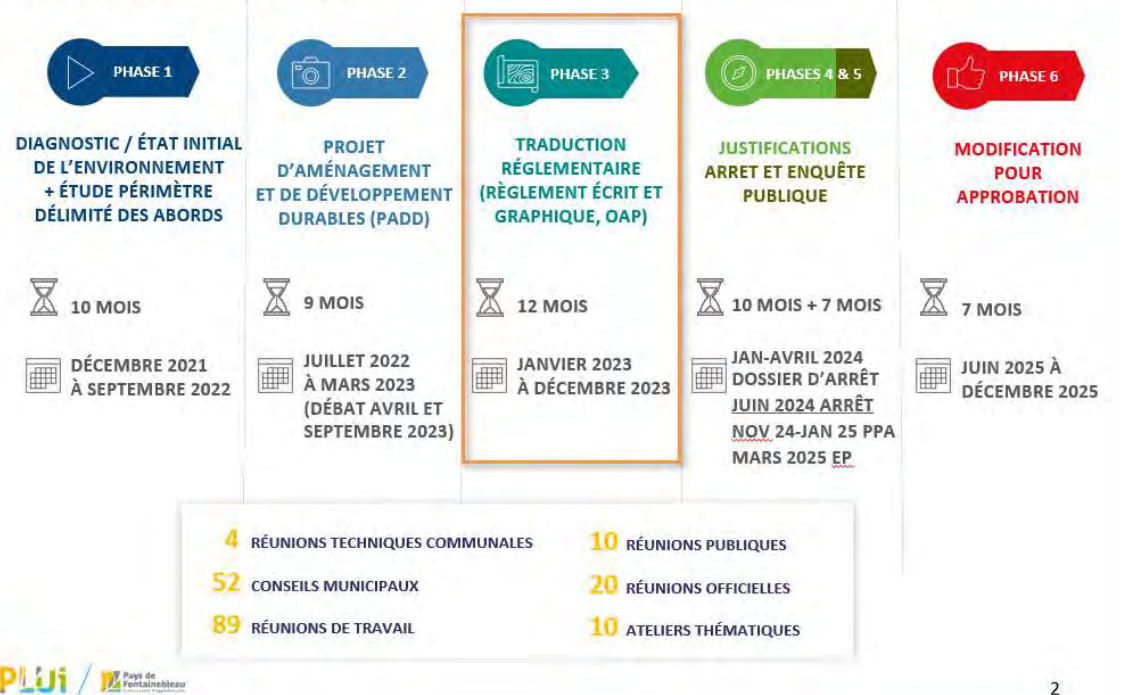 PHASE 1
DIAGNOSTIC / ÉTAT INITIAL
DE L'ENVIRONNEMENT
+ ÉTUDE PÉRIMÈTRE
DÉLIMITÉ DES ABORDS
10 MOIS
DÉCEMBRE 2021
À SEPTEMBRE 2022
PHASE 2
PROJET
D'AMÉNAGEMENT
ET DE DÉVELOPPEMENT
DURABLES (PADD)
9 MOIS
JUILLET 2022
À MARS 2023
(DÉBAT AVRIL ET
SEPTEMBRE 2023)
PHASE 3
TRADUCTION
RÉGLEMENTAIRE
(RÈGLEMENT ÉCRIT ET
GRAPHIQUE, OAP)
12 MOIS
JANVIER 2023
À DÉCEMBRE 2023
PHASES 4 & 5
JUSTIFICATIONS
ARRET ET ENQUÊTE
PUBLIQUE
10 MOIS + 7 MOIS
JAN-AVRIL 2024
DOSSIER D'ARRÊT
JUIN 2024 ARRÊT
NOV 24-JAN 25 PPA
MARS 2025 EP
PHASE 6
MODIFICATION
POUR
APPROBATION
7 MOIS
JUIN 2025 À
DÉCEMBRE 2025
4 RÉUNIONS TECHNIQUES COMMUNALES
52 CONSEILS MUNICIPAUX
89 RÉUNIONS DE TRAVAIL
10 RÉUNIONS PUBLIQUES
20 RÉUNIONS OFFICIELLES
10 ATELIERS THÉMATIQUES
PLUi
Pays de
Fontainebleau
2